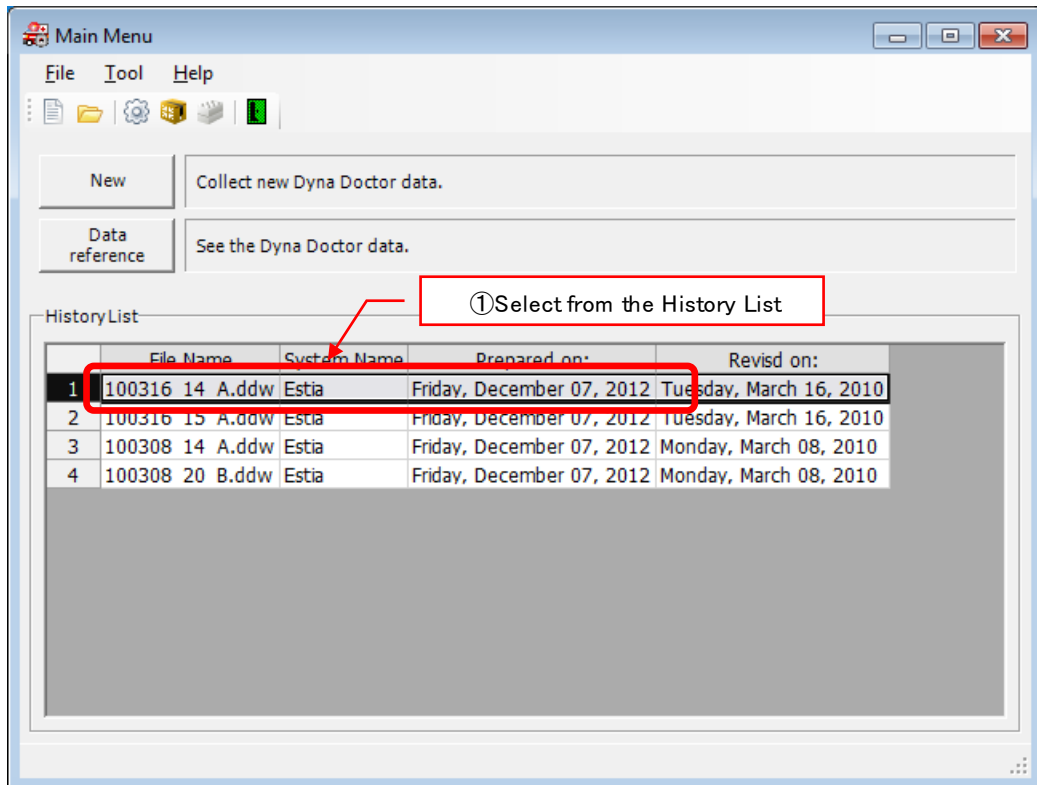 Main Menu
File Tool Help
New Collect new Dyna Doctor data.
Data reference See the Dyna Doctor data.
①Select from the History List
History List
File Name System Name Prepared on: Revisd on:
1 100316 14 A.ddw Estia Friday, December 07, 2012 Tuesday, March 16, 2010
2 100316 15 A.ddw Estia Friday, December 07, 2012 Tuesday, March 16, 2010
3 100308 14 A.ddw Estia Friday, December 07, 2012 Monday, March 08, 2010
4 100308 20 B.ddw Estia Friday, December 07, 2012 Monday, March 08, 2010